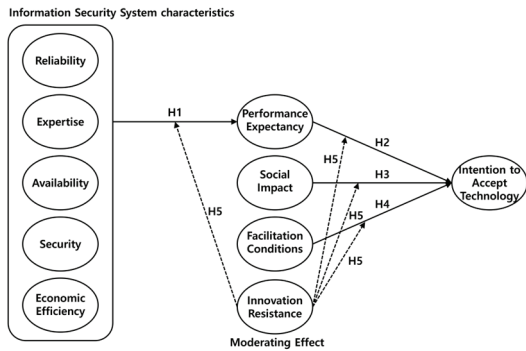 Information Security System characteristics
Reliability
Expertise
Availability
Security
Economic
Efficiency
H1
Performance
Expectancy
Social
Impact
Facilitation
Conditions
Innovation
Resistance
Moderating Effect
H5
H5
H5
H5
H2
H3
H4
Intention to
Accept
Technology